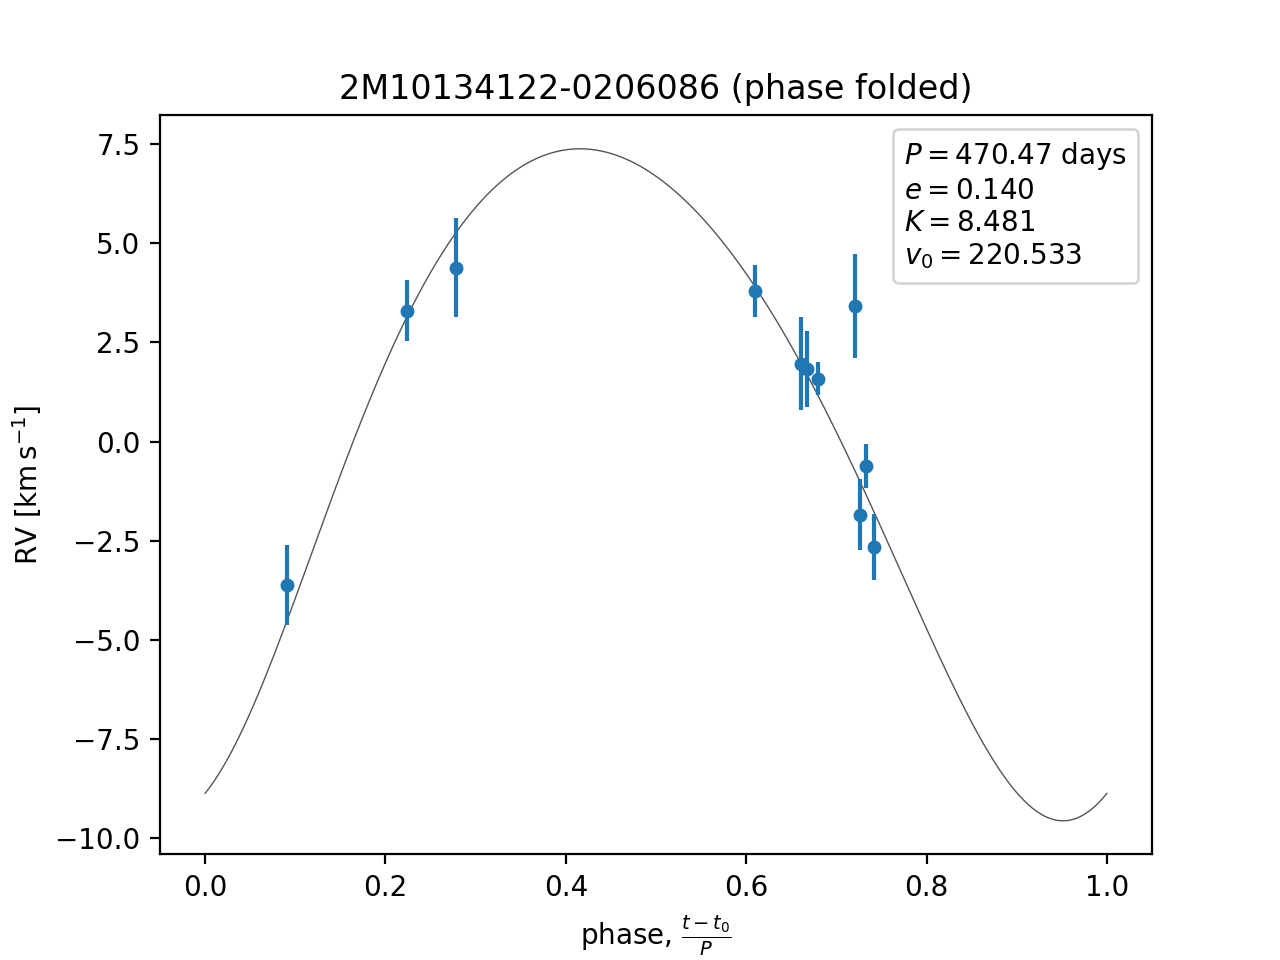 2M10134122-0206086 (phase folded)
P = 470.47 days
e = 0.140
K = 8.481
v₀ = 220.533
7.5
5.0
2.5
0.0
−2.5
−5.0
−7.5
−10.0
RV [km s⁻¹]
0.0 0.2 0.4 0.6 0.8 1.0
phase, (t − t₀)/P